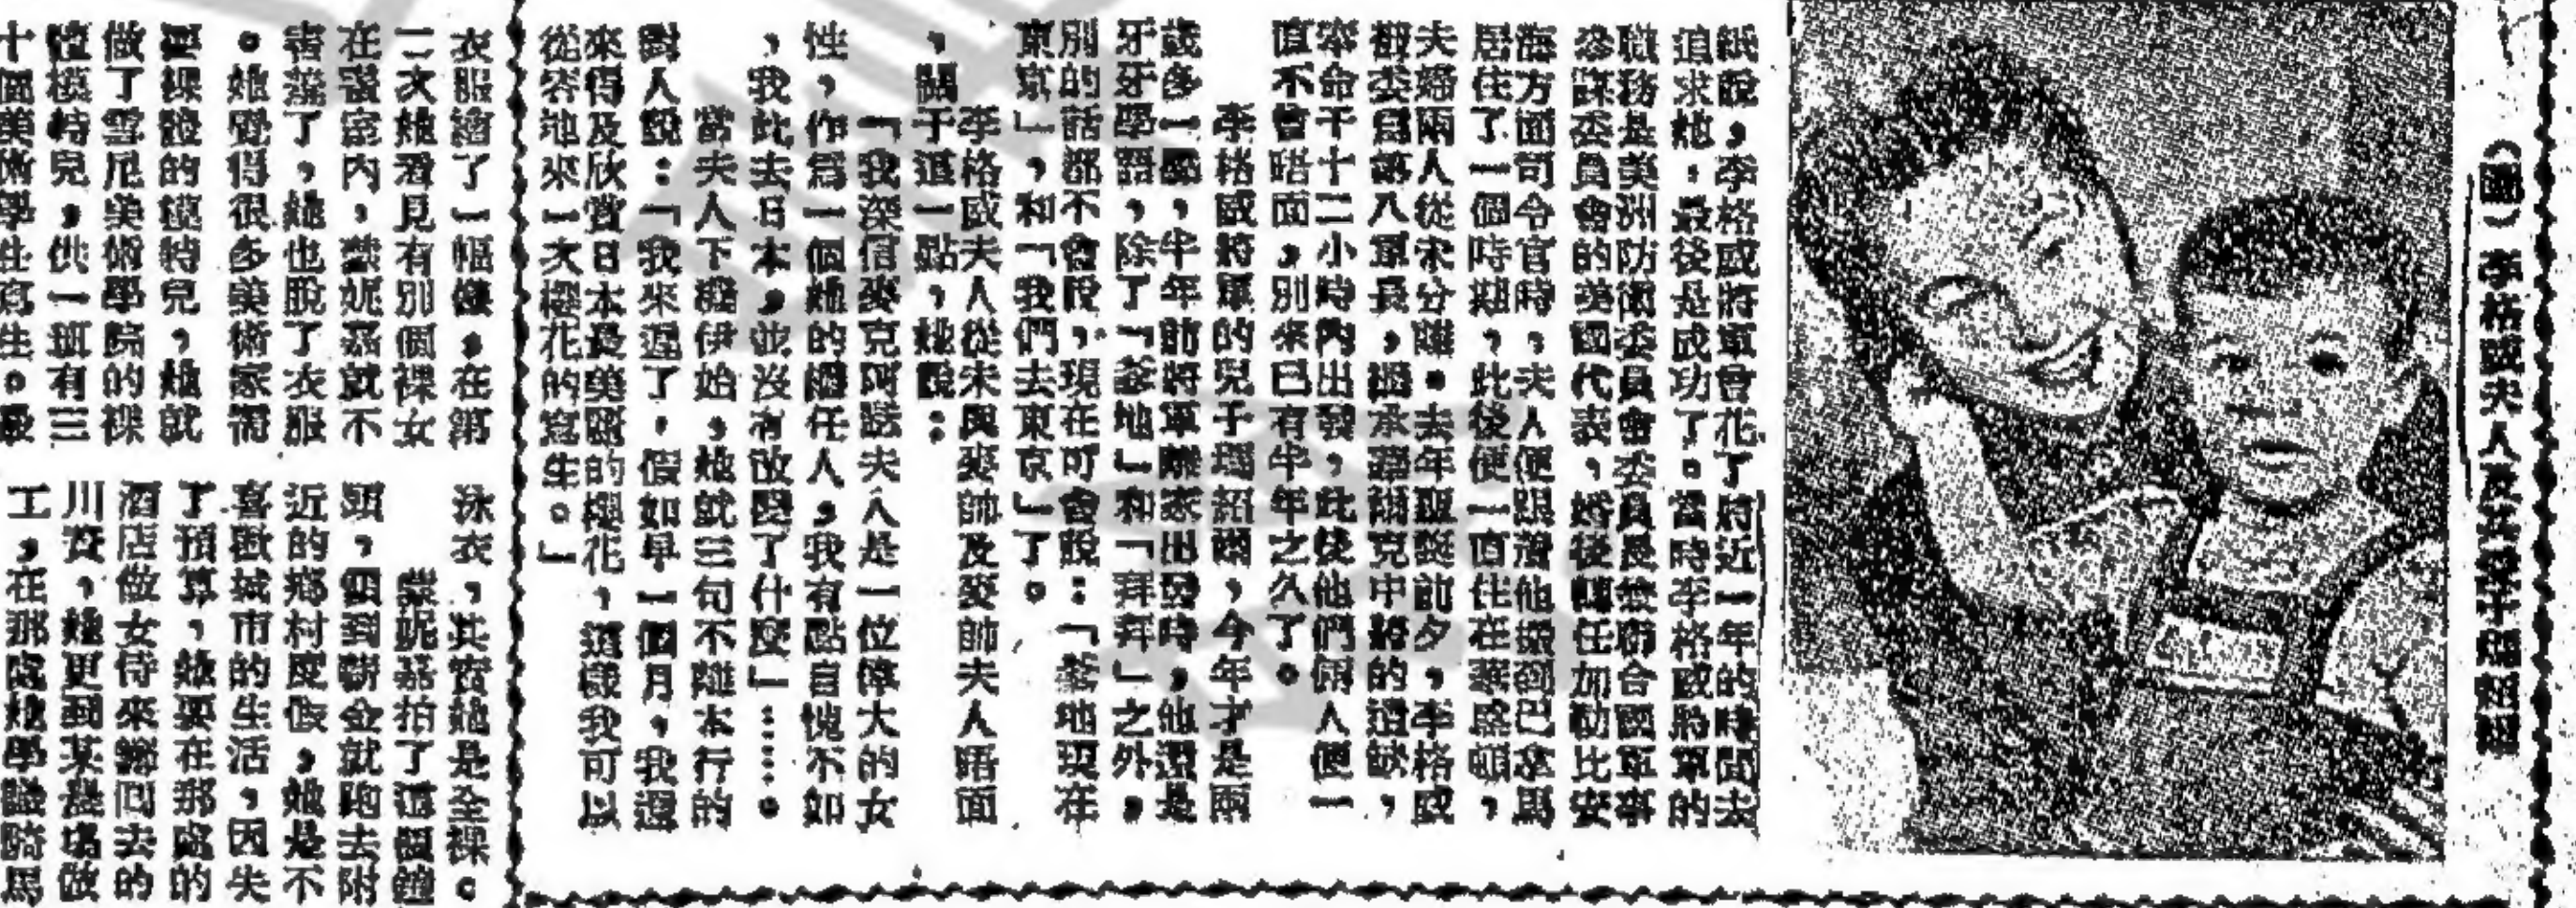 （圖）李格威夫人及其兒子瑪紐爾
紙說，李格威將軍曾花了將近一年的時間去
追求她，最後是成功了。當時李格威將軍的
職務是美洲防衛委員會委員長兼聯合國軍事
參謀委員會的美國代表，婚後轉任加勒比安
海方面司令官時，夫人便跟着他搬到巴拿馬
居住了一個時期，此後便一直住在華盛頓，
夫婦兩人從未分離。去年聖誕前夕，李格威
被委爲第八軍長，遞承華爾克中將的遺缺，
奉命于十二小時內出發，此後他們倆人便一
直不曾晤面，別來已有半年之久了。
李格威將軍的兒子瑪紐爾，今年才是兩
歲多一點，半年前將軍離家出發時，他還是
牙牙學語，除了「爹地」和「拜拜」之外，
別的話都不會說，現在可會說：「爹地現在
東京」，和「我們去東京」了。
李格威夫人從未與麥帥及麥帥夫人晤面
，關于這一點，她說：
「我深信麥克阿瑟夫人是一位偉大的女
性，作爲一個她的繼任人，我有點自愧不如
，我此去日本，並沒有改變了什麼」……。
當夫人下機伊始，她就三句不離本行的
對人說：「我來遲了，假如早一個月，我還
來得及欣賞日本最美麗的櫻花，這樣我可以
從容地來一次櫻花的寫生。」
衣服繪了一幅像，在第
二次她看見有別個裸女
在畫室內，蒙妮嘉就不
害羞了，她也脫了衣服
。她覺得很多美術家需
要裸體的模特兒，她就
做了雪尼美術學院的裸
體模特兒，供一班有三
十個美術學生寫生。最
泳衣，其實她是全裸。
蒙妮嘉拍了這個鐘
頭，領到薪金就跑去附
近的鄉村度假，她是不
喜歡城市的生活，因失
了預算，她要在那處的
酒店做女侍來籌回去的
川資，她更到某農場做
工，在那處她學識騎馬